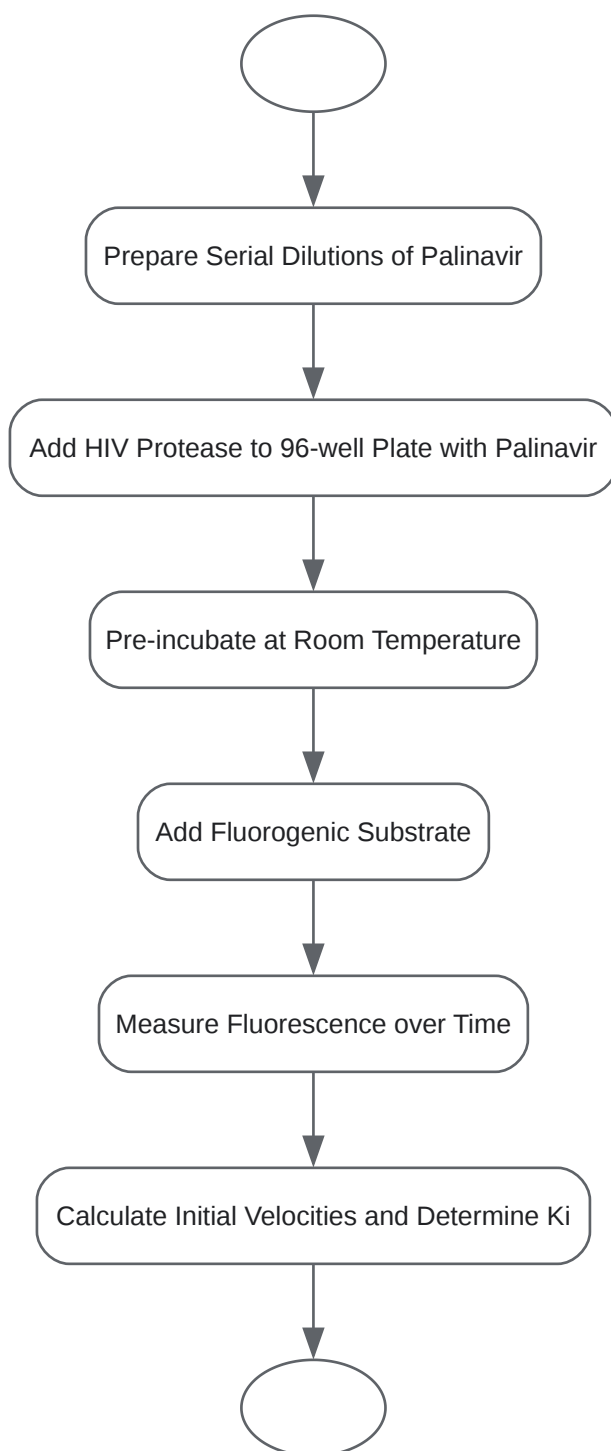 Prepare Serial Dilutions of Palinavir
Add HIV Protease to 96-well Plate with Palinavir
Pre-incubate at Room Temperature
Add Fluorogenic Substrate
Measure Fluorescence over Time
Calculate Initial Velocities and Determine Ki